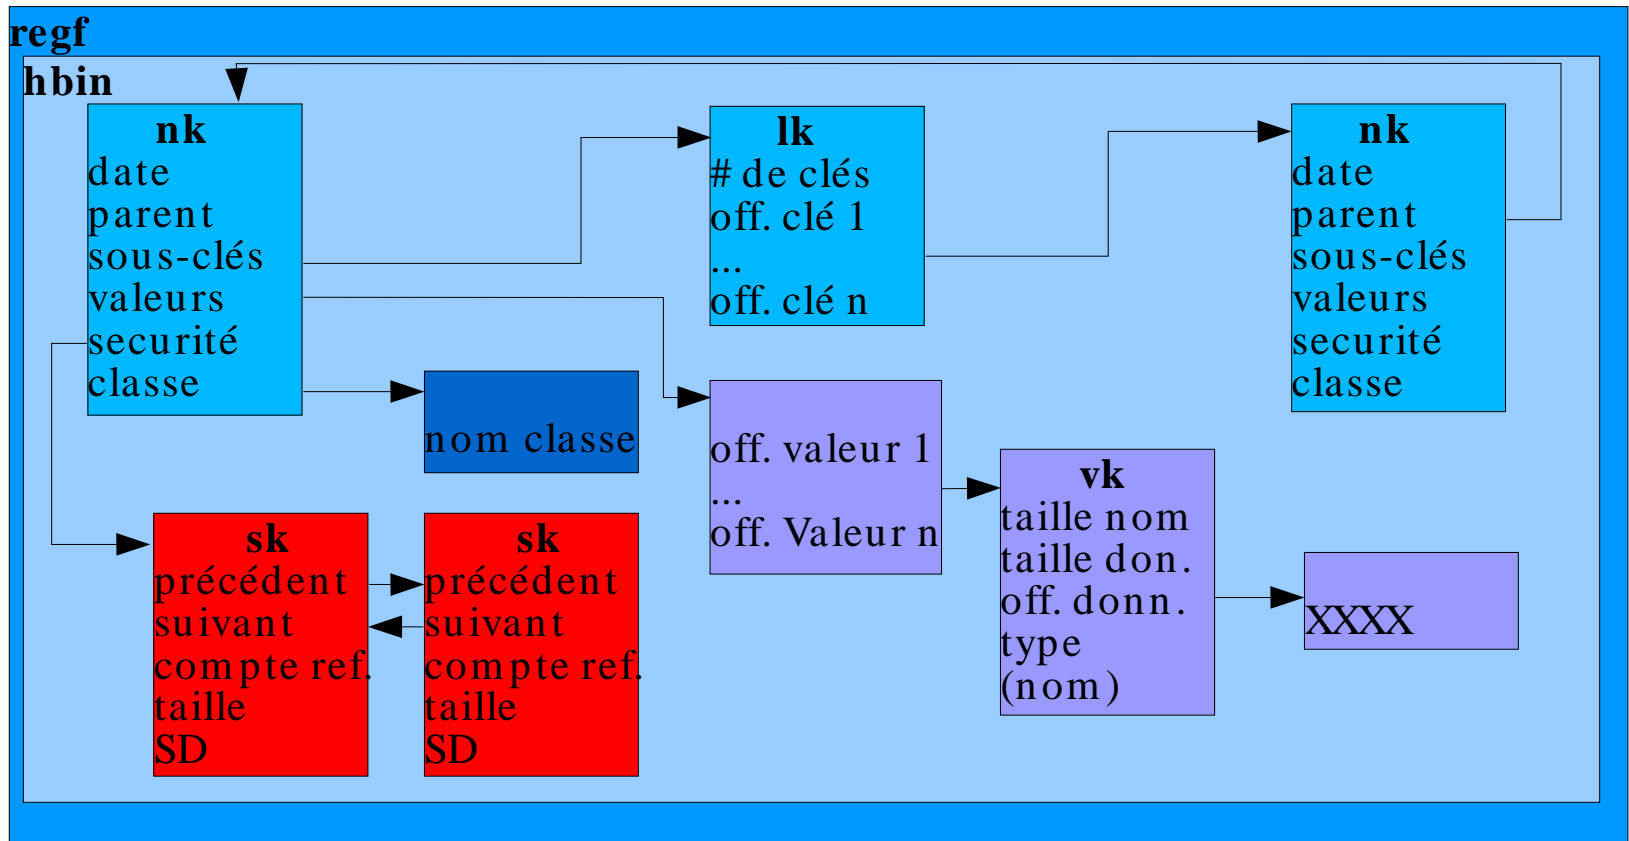 regf
hbin
nk
date
parent
sous-clés
valeurs
securité
classe
lk
# de clés
off. clé 1
...
off. clé n
nk
date
parent
sous-clés
valeurs
securité
classe
nom classe
off. valeur 1
...
off. Valeur n
vk
taille nom
taille don.
off. donn.
type
(nom)
XXXX
sk
précédent
suivant
compte ref.
taille
SD
sk
précédent
suivant
compte ref.
taille
SD